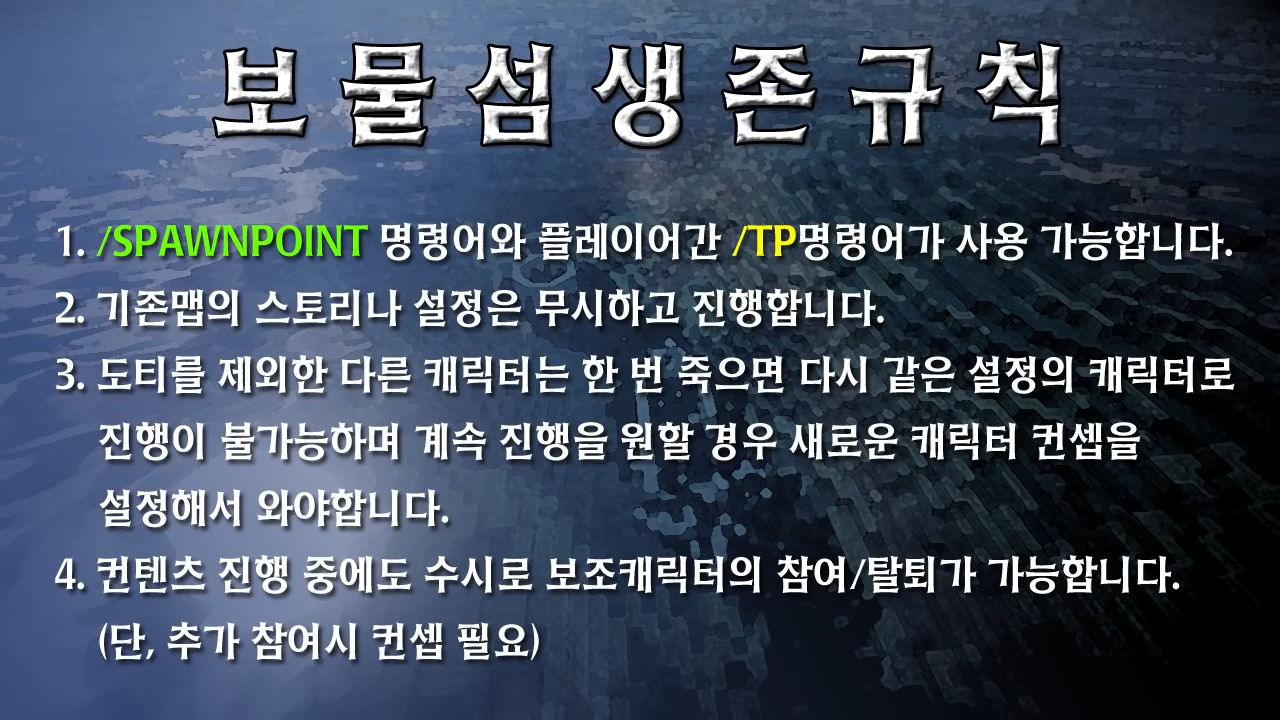 보물섬생존규칙
1. /SPAWNPOINT 명령어와 플레이어간 /TP명령어가 사용 가능합니다.
2. 기존맵의 스토리나 설정은 무시하고 진행합니다.
3. 도티를 제외한 다른 캐릭터는 한 번 죽으면 다시 같은 설정의 캐릭터로
진행이 불가능하며 계속 진행을 원할 경우 새로운 캐릭터 컨셉을
설정해서 와야합니다.
4. 컨텐츠 진행 중에도 수시로 보조캐릭터의 참여/탈퇴가 가능합니다.
(단, 추가 참여시 컨셉 필요)